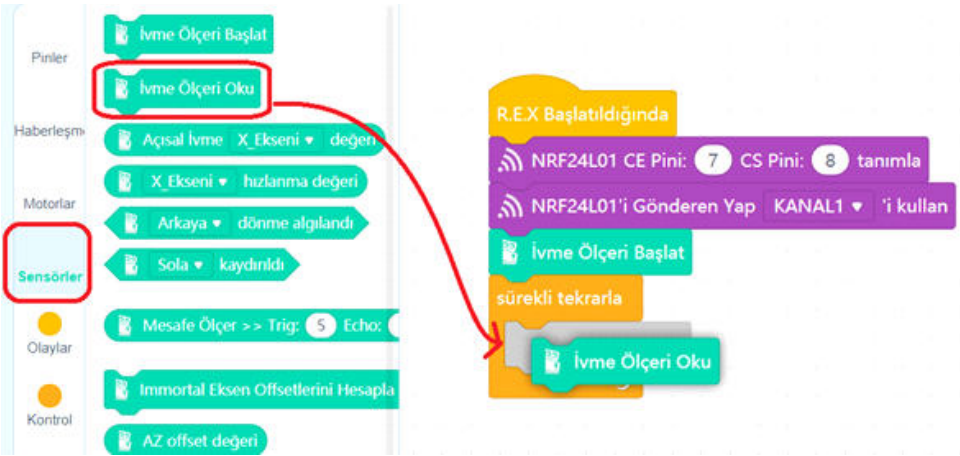 Pinler
Haberleşm
Motorlar
Sensörler
Olaylar
Kontrol
İvme Ölçeri Başlat
İvme Ölçeri Oku
Açısal İvme X_Ekseni değeri
X_Ekseni hızlanma değeri
Arkaya dönme algılandı
Sola kaydırıldı
Mesafe Ölçer >> Trig: 5 Echo:
Immortal Eksen Offsetlerini Hesapla
AZ offset değeri
R.E.X Başlatıldığında
NRF24L01 CE Pini: 7 CS Pini: 8 tanımla
NRF24L01'i Gönderen Yap KANAL1 'i kullan
İvme Ölçeri Başlat
sürekli tekrarla
İvme Ölçeri Oku